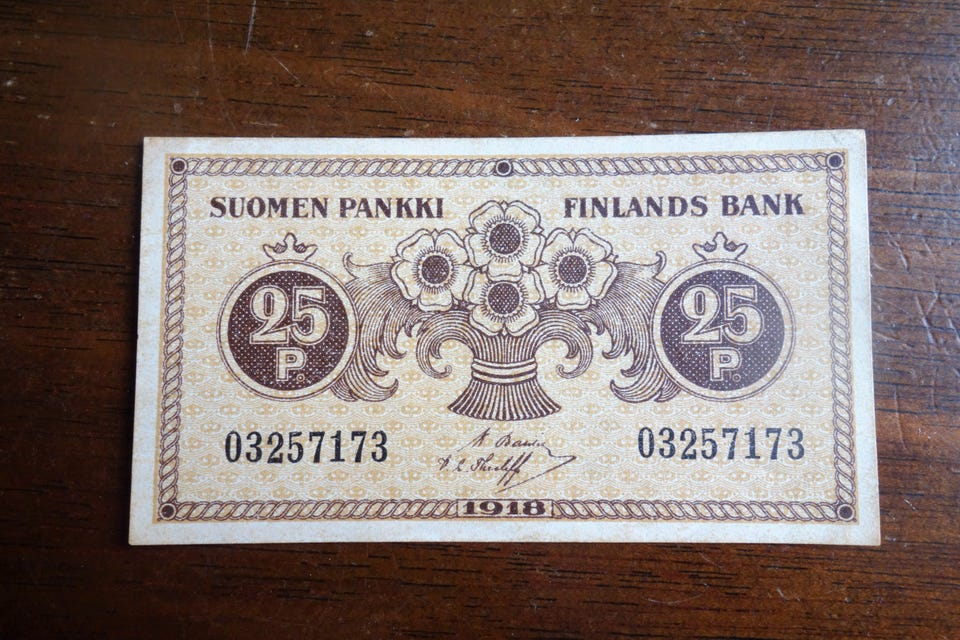 SUOMEN PANKKI FINLANDS BANK
25 25
P. P.
03257173 03257173
1918